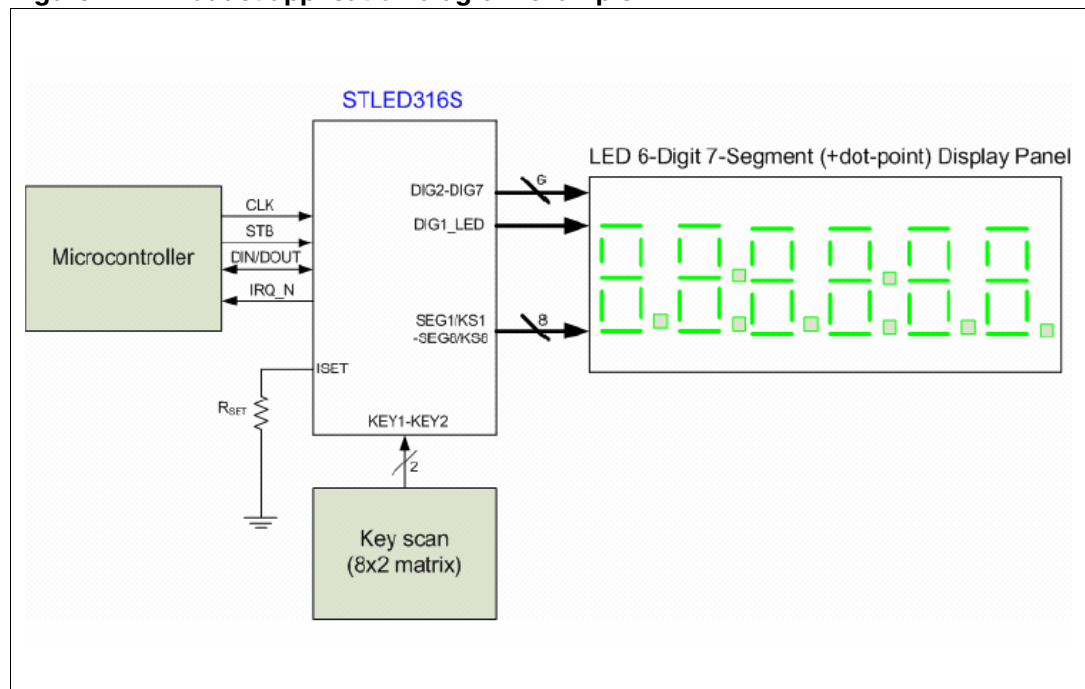 STLED316S
LED 6-Digit 7-Segment (+dot-point) Display Panel
DIG2-DIG7
6
DIG1_LED
CLK
STB
DIN/DOUT
IRQ_N
Microcontroller
SEG1/KS1
-SEG8/KS8
8
ISET
RSET
KEY1-KEY2
2
Key scan
(8x2 matrix)